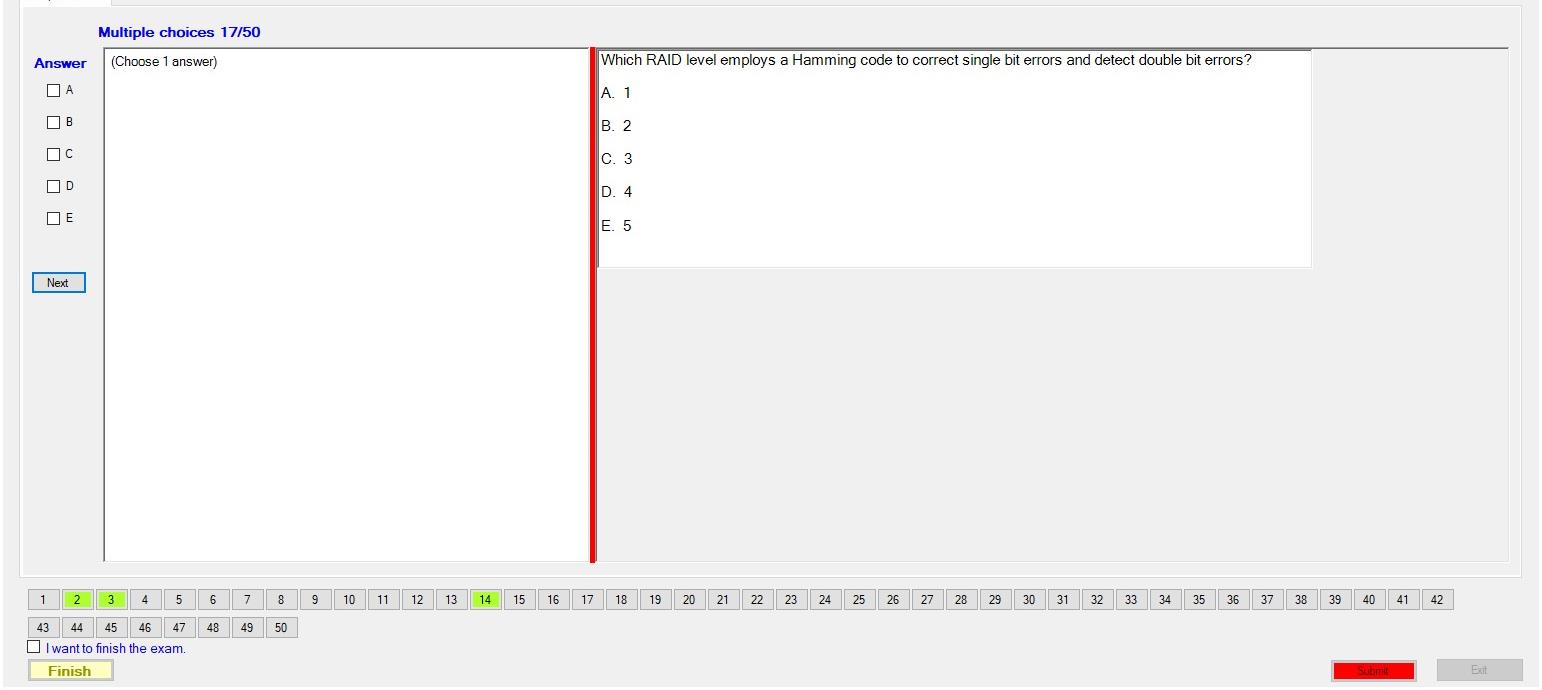 Multiple choices 17/50
Answer
A
B
C
D
E
Next
(Choose 1 answer)
Which RAID level employs a Hamming code to correct single bit errors and detect double bit errors?
A. 1
B. 2
C. 3
D. 4
E. 5
1 2 3 4 5 6 7 8 9 10 11 12 13 14 15 16 17 18 19 20 21 22 23 24 25 26 27 28 29 30 31 32 33 34 35 36 37 38 39 40 41 42
43 44 45 46 47 48 49 50
I want to finish the exam.
Finish
Submit
Exit